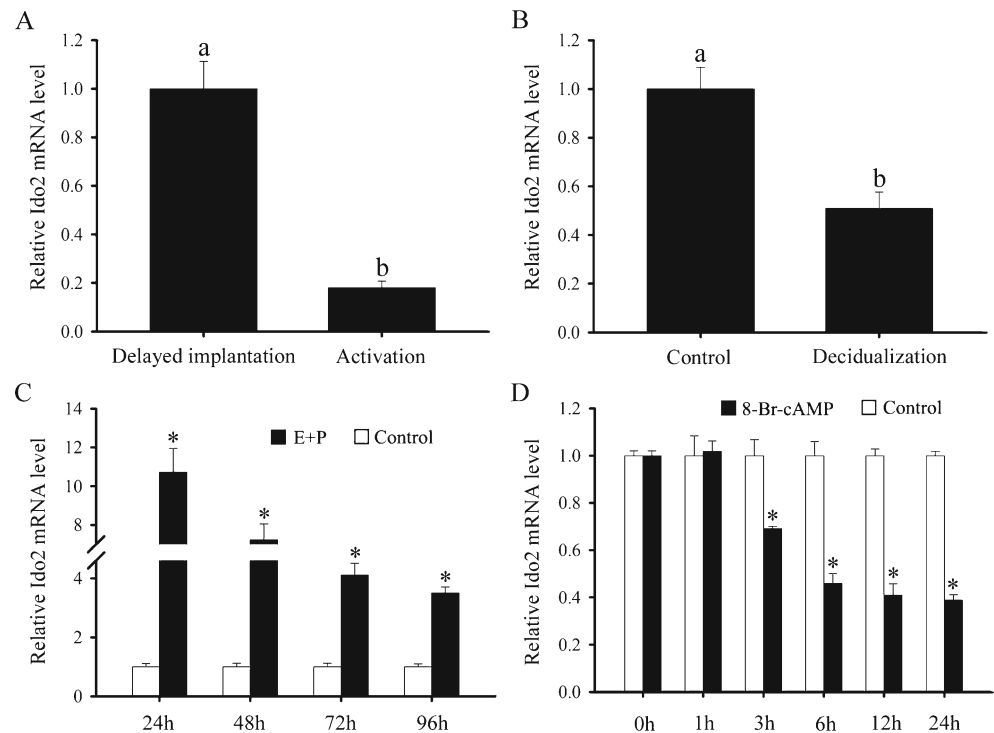 A
Relative Ido2 mRNA level
1.2
1.0
0.8
0.6
0.4
0.2
0.0
a
b
Delayed implantation
Activation
B
Relative Ido2 mRNA level
1.2
1.0
0.8
0.6
0.4
0.2
0.0
a
b
Control
Decidualization
C
Relative Ido2 mRNA level
14
12
10
8
4
2
0
E+P
Control
*
*
*
*
24h
48h
72h
96h
D
Relative Ido2 mRNA level
1.2
1.0
0.8
0.6
0.4
0.2
0.0
8-Br-cAMP
Control
*
*
*
*
0h
1h
3h
6h
12h
24h